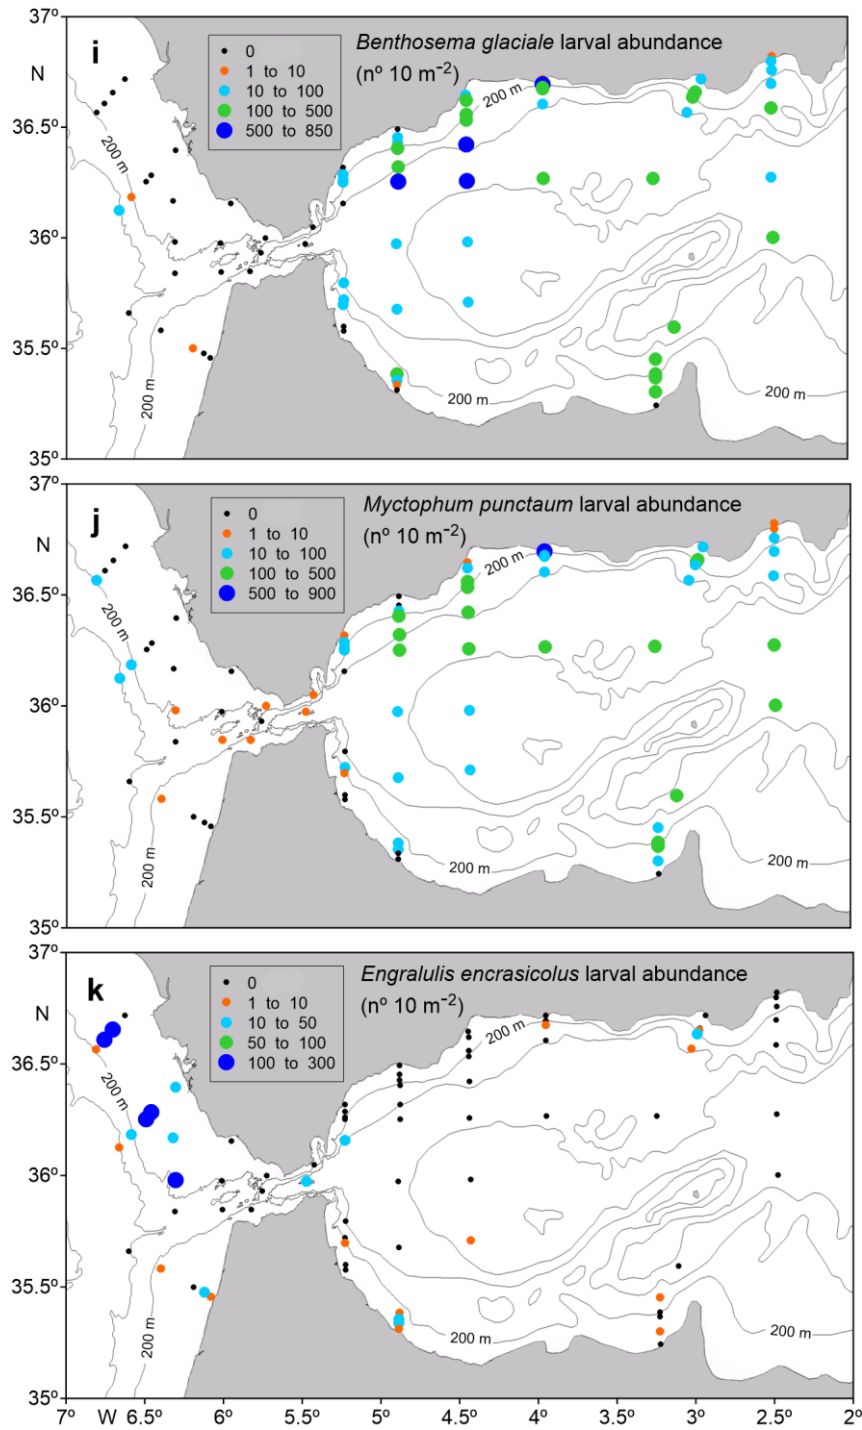 37º
i
0
1 to 10
10 to 100
100 to 500
500 to 850
Benthosema glaciale larval abundance
(nº 10 m⁻²)
N
200 m
200 m
36.5º
36º
35.5º
200 m
200 m
200 m
35º
37º
j
0
1 to 10
10 to 100
100 to 500
500 to 900
Myctophum punctaum larval abundance
(nº 10 m⁻²)
N
200 m
200 m
36.5º
36º
35.5º
200 m
200 m
200 m
35º
37º
k
0
1 to 10
10 to 50
50 to 100
100 to 300
Engralulis encrasicolus larval abundance
(nº 10 m⁻²)
N
200 m
200 m
36.5º
36º
35.5º
200 m
200 m
200 m
35º
7º W 6.5º 6º 5.5º 5º 4.5º 4º 3.5º 3º 2.5º 2º